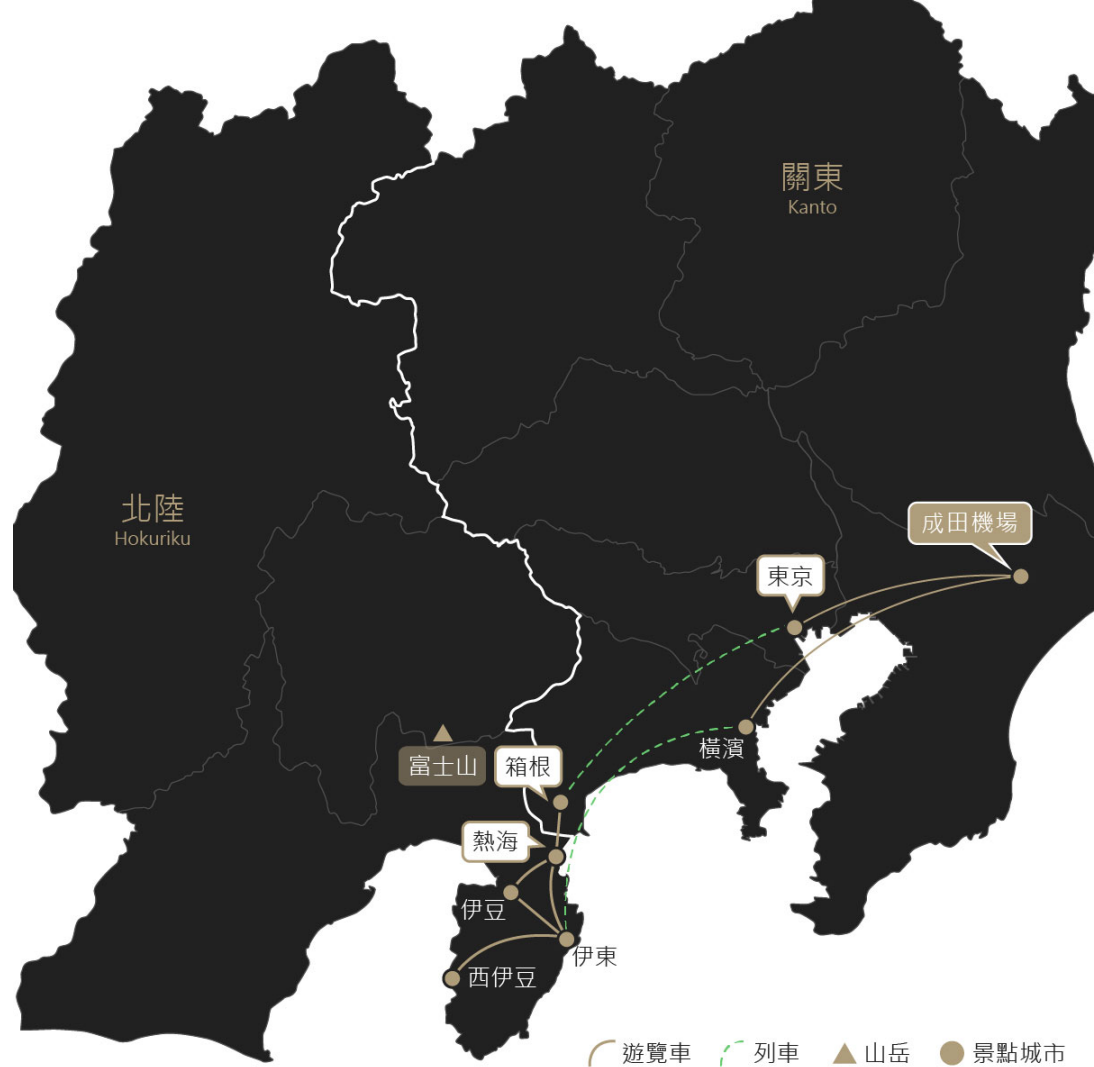 關東
Kanto
北陸
Hokuriku
成田機場
東京
橫濱
富士山
箱根
熱海
伊豆
伊東
西伊豆
遊覽車
列車
山岳
景點城市